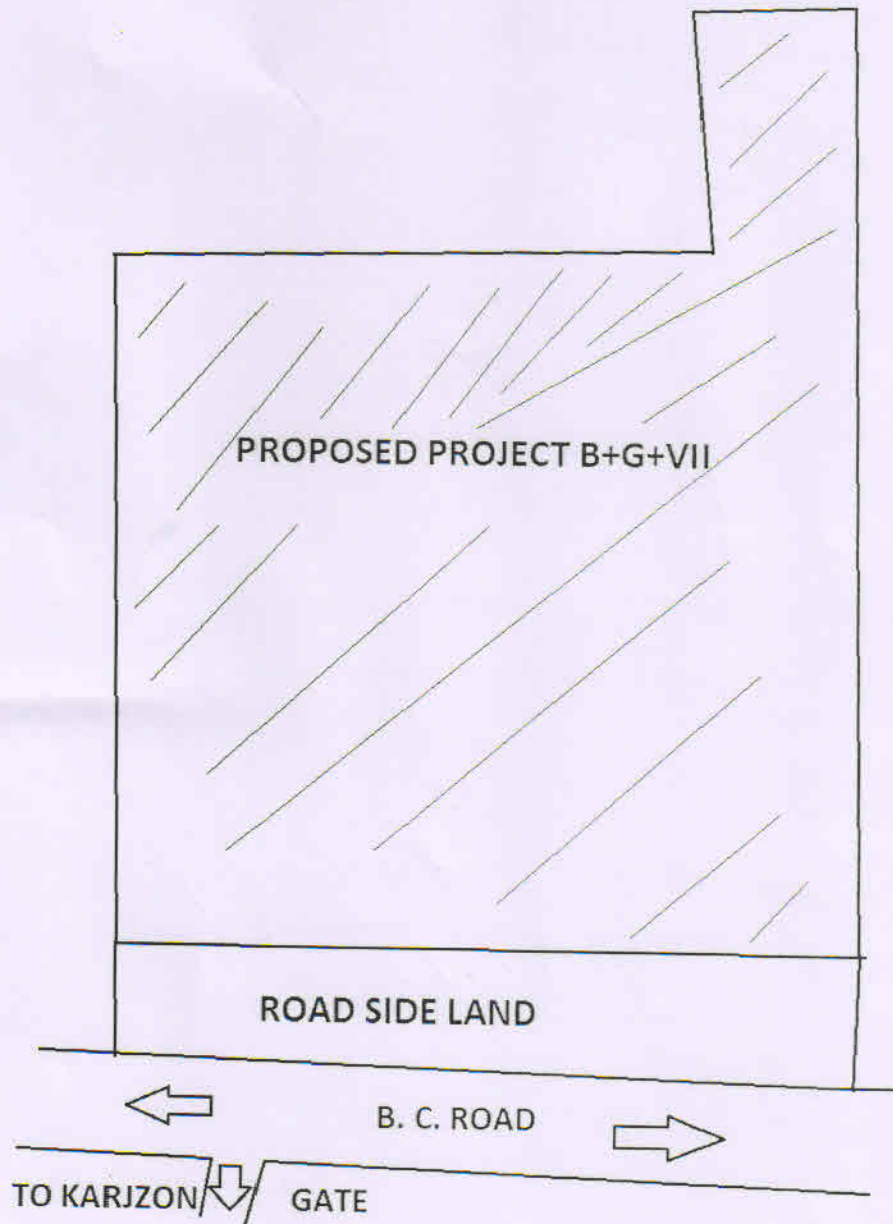 PROPOSED PROJECT B+G+VII
ROAD SIDE LAND
B. C. ROAD
TO KARJZON GATE